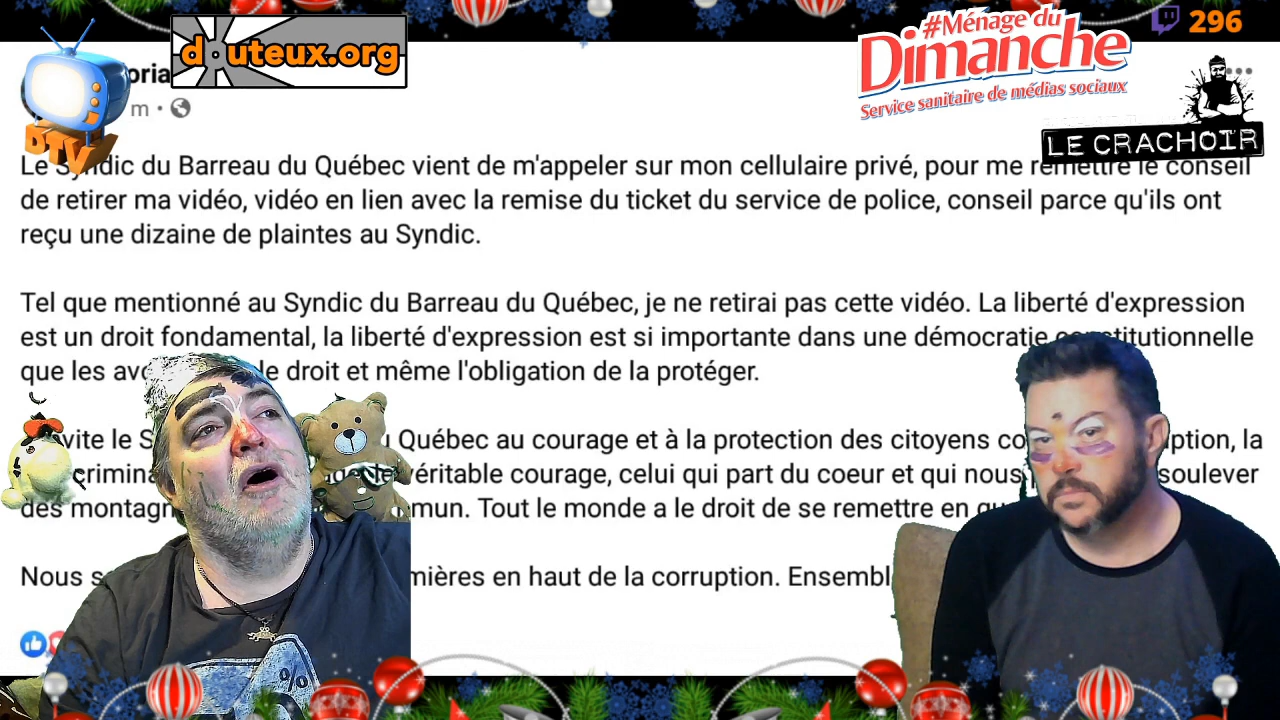 #Ménage du
Dimanche
Service sanitaire de médias sociaux
296
douteux.org
DTV
LE CRACHOIR
m
Le Syndic du Barreau du Québec vient de m'appeler sur mon cellulaire privé, pour me remettre le conseil
de retirer ma vidéo, vidéo en lien avec la remise du ticket du service de police, conseil parce qu'ils ont
reçu une dizaine de plaintes au Syndic.
Tel que mentionné au Syndic du Barreau du Québec, je ne retirai pas cette vidéo. La liberté d'expression
est un droit fondamental, la liberté d'expression est si importante dans une démocratie constitutionnelle
que les le droit et même l'obligation de la protéger.
le Québec au courage et à la protection des citoyens la
véritable courage, celui qui part du coeur et qui nous soulever
des Tout le monde a le droit de se remettre en
Nous en haut de la corruption.
%